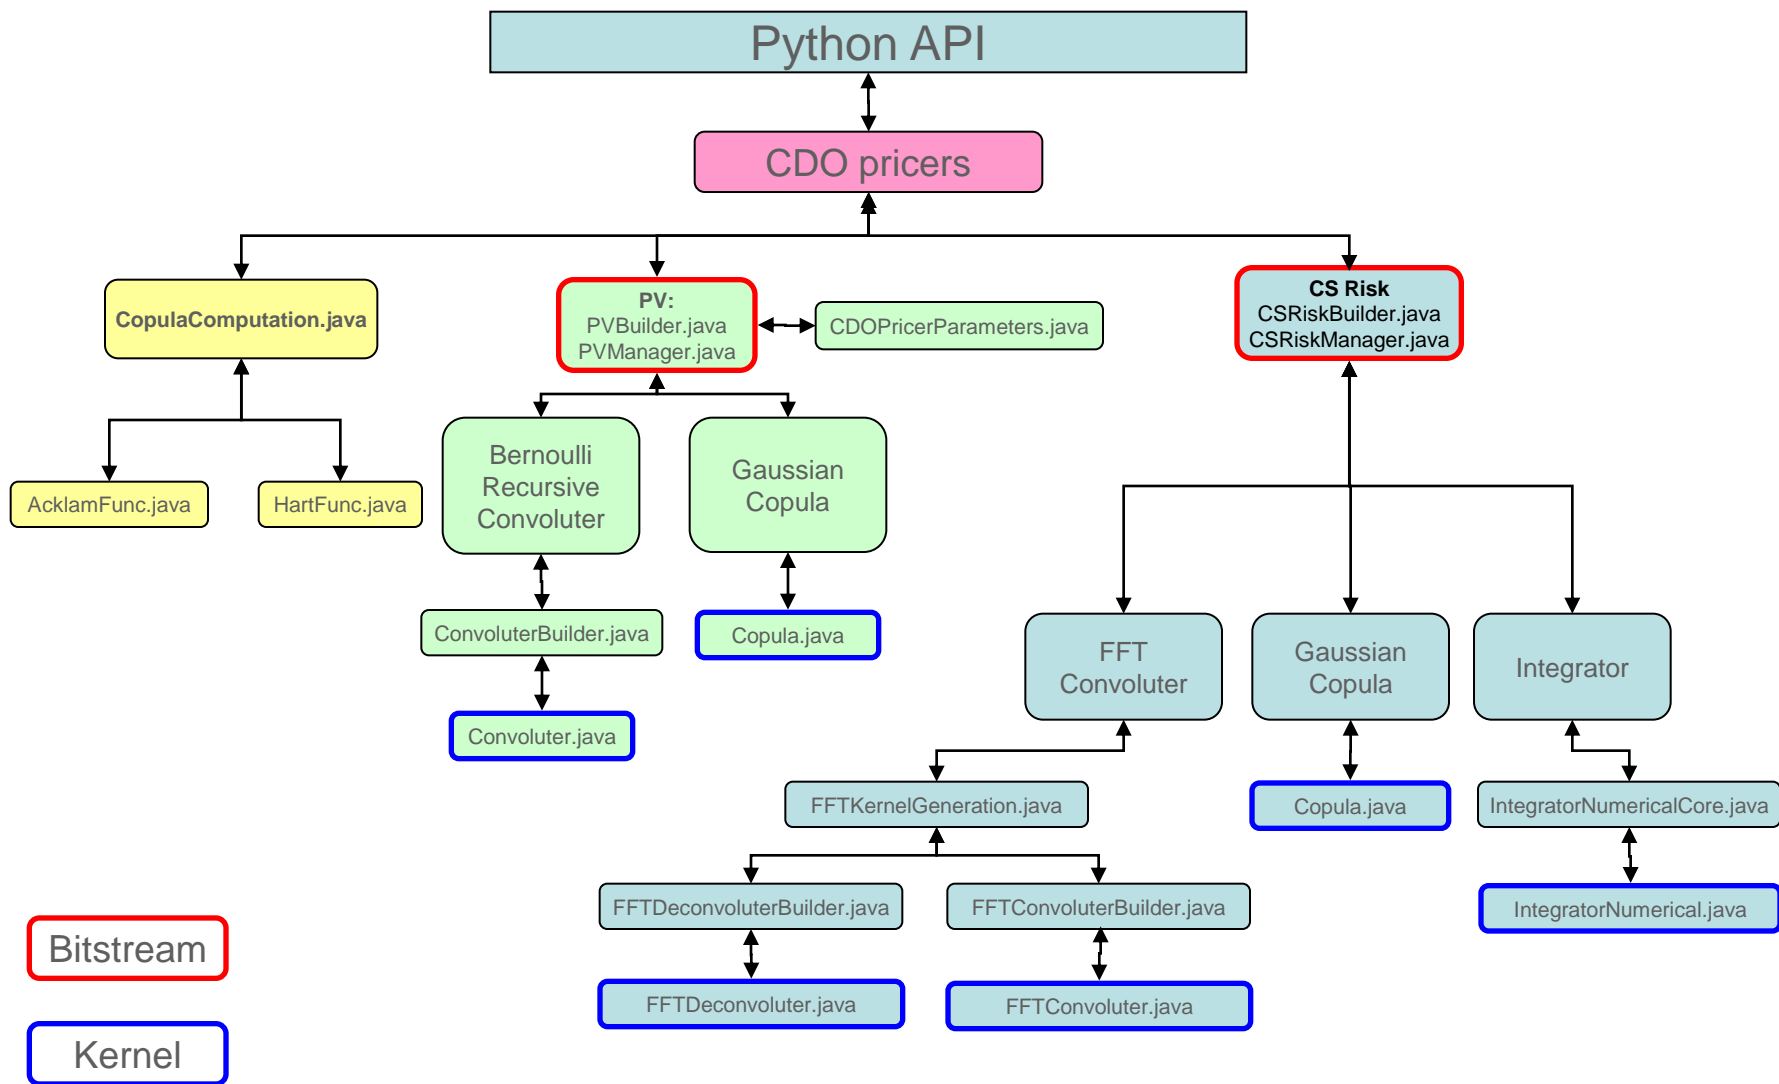 Python API
CDO pricers
CopulaComputation.java
PV:
PVBuilder.java
PVManager.java
CDOPricerParameters.java
CS Risk
CSRiskBuilder.java
CSRiskManager.java
AcklamFunc.java
HartFunc.java
Bernoulli
Recursive
Convoluter
Gaussian
Copula
ConvoluterBuilder.java
Copula.java
Convoluter.java
FFT
Convoluter
Gaussian
Copula
Integrator
FFTKernelGeneration.java
Copula.java
IntegratorNumericalCore.java
FFTDeconvoluterBuilder.java
FFTConvoluterBuilder.java
IntegratorNumerical.java
FFTDeconvoluter.java
FFTConvoluter.java
Bitstream
Kernel